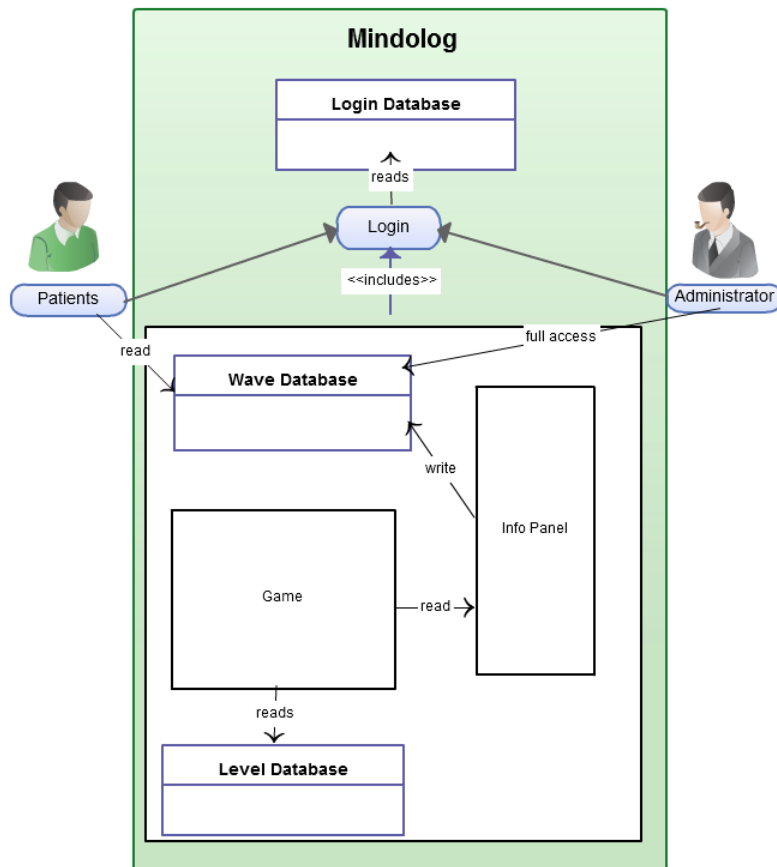 Mindolog
Login Database
reads
Login
<<includes>>
Patients
Administrator
read
full access
Wave Database
write
Info Panel
Game
read
reads
Level Database